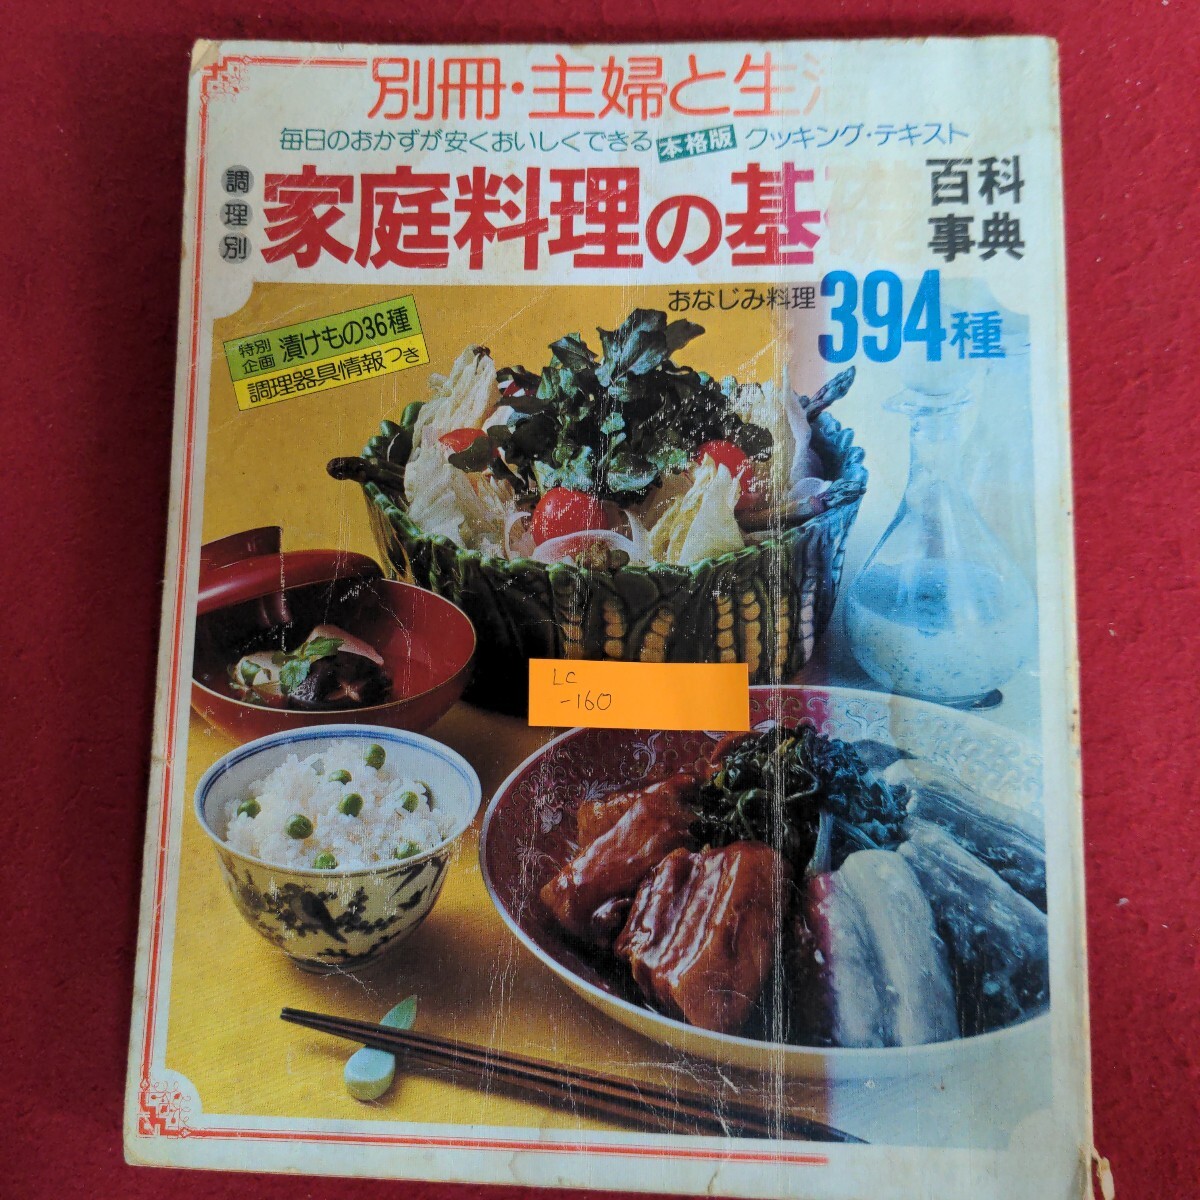 別冊・主婦と生活
毎日のおかずが安くおいしくできる 本格版 クッキング・テキスト
調理別
家庭料理の基礎
百科
事典
おなじみ料理394種
特別企画 漬けもの36種
調理器具情報つき
LC
-160